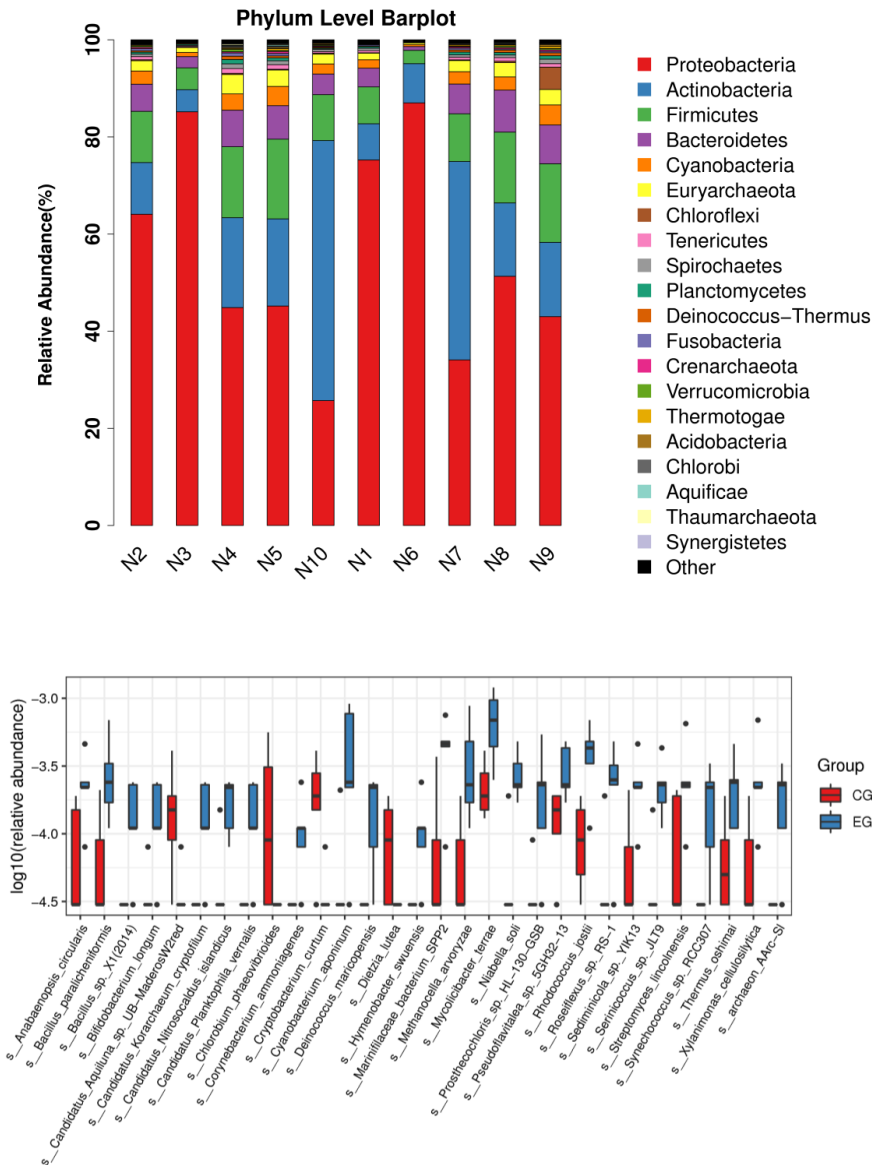 Phylum Level Barplot
Relative Abundance(%)
100
80
60
40
20
0
N2
N3
N4
N5
N10
N1
N6
N7
N8
N9
Proteobacteria
Actinobacteria
Firmicutes
Bacteroidetes
Cyanobacteria
Euryarchaeota
Chloroflexi
Tenericutes
Spirochaetes
Planctomycetes
Deinococcus−Thermus
Fusobacteria
Crenarchaeota
Verrucomicrobia
Thermotogae
Acidobacteria
Chlorobi
Aquificae
Thaumarchaeota
Synergistetes
Other
log10(relative abundance)
−3.0
−3.5
−4.0
−4.5
s__Anabaenopsis_circularis
s__Bacillus_paralicheniformis
s__Bacillus_sp._X1(2014)
s__Bifidobacterium_longum
s__Candidatus_Aquiluna_sp._UB−MaderosW2red
s__Candidatus_Korarchaeum_cryptofilum
s__Candidatus_Nitrosocaldus_islandicus
s__Candidatus_Planktophila_vernalis
s__Chlorobium_phaeovibrioides
s__Corynebacterium_ammoniagenes
s__Cryptobacterium_curtum
s__Cyanobacterium_aponinum
s__Deinococcus_maricopensis
s__Dietzia_lutea
s__Hymenobacter_swuensis
s__Marinifilaceae_bacterium_SPP2
s__Methanocella_arvoryzae
s__Mycolicibacter_terrae
s__Niabella_soli
s__Prosthecochloris_sp._HL−130−GSB
s__Pseudoflavitalea_sp._5GH32−13
s__Rhodococcus_jostii
s__Roseiflexus_sp._RS−1
s__Sediminicola_sp._YIK13
s__Serinicoccus_sp._JLT9
s__Streptomyces_lincolnensis
s__Synechococcus_sp._RCC307
s__Thermus_oshimai
s__Xylanimonas_cellulosilytica
s__archaeon_AArc−Sl
Group
CG
EG